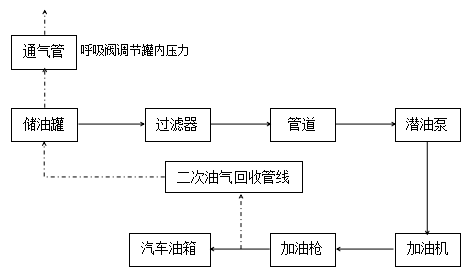 通气管
呼吸阀调节罐内压力
储油罐
过滤器
管道
潜油泵
二次油气回收管线
汽车油箱
加油枪
加油机